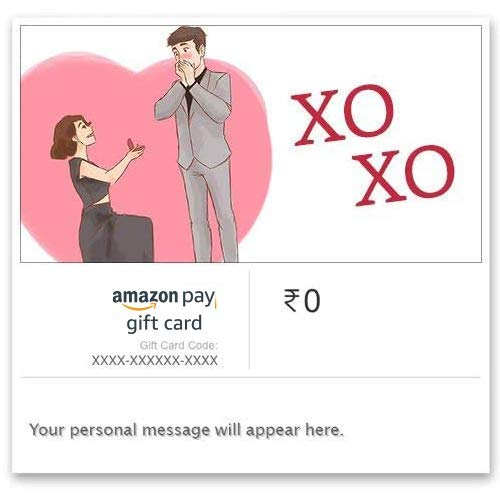 XO
XO
amazon pay
gift card
Gift Card Code:
XXXX-XXXXXX-XXXX
₹0
Your personal message will appear here.